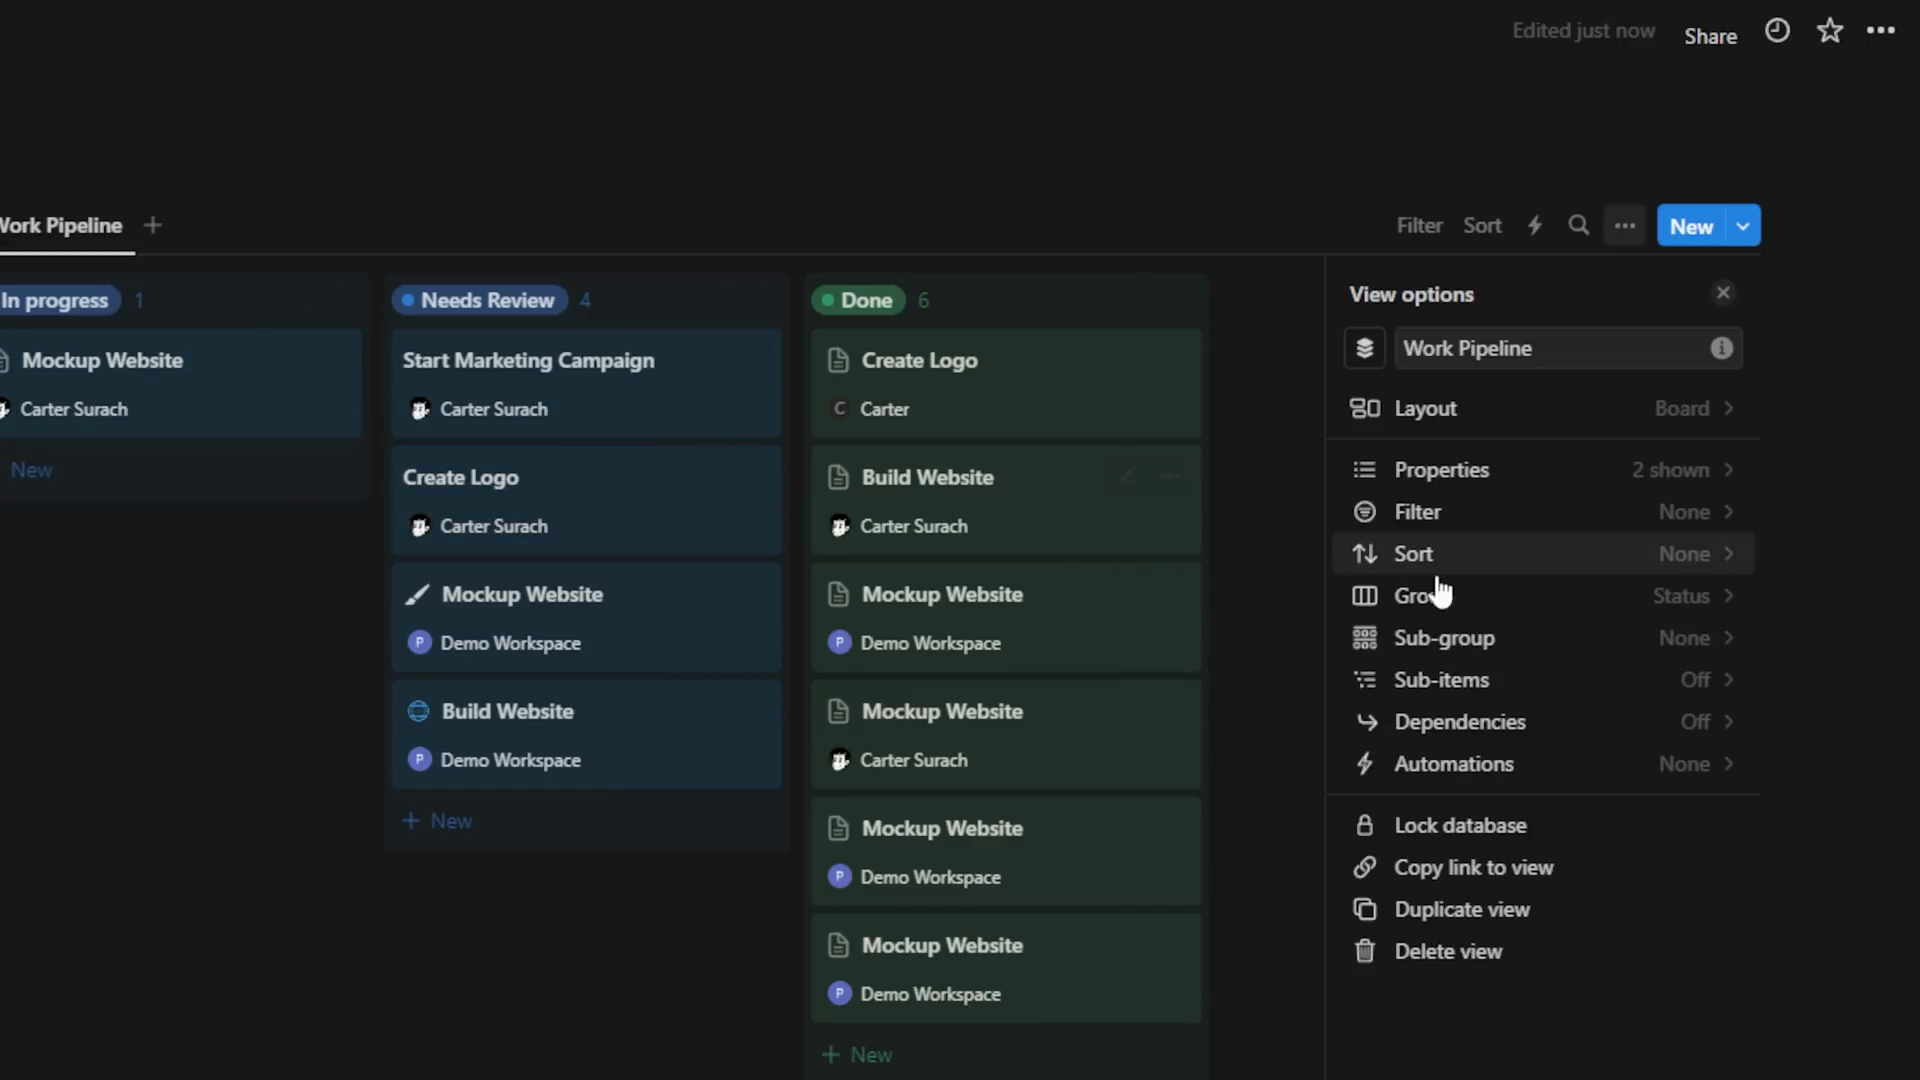 Edited just now
Share
Work Pipeline
Filter
Sort
New
In progress 1
Mockup Website
Carter Surach
New
Needs Review 4
Start Marketing Campaign
Carter Surach
Create Logo
Carter Surach
Mockup Website
P Demo Workspace
Build Website
P Demo Workspace
+ New
Done 6
Create Logo
C Carter
Build Website
Carter Surach
Mockup Website
P Demo Workspace
Mockup Website
Carter Surach
Mockup Website
P Demo Workspace
Mockup Website
P Demo Workspace
+ New
View options
Work Pipeline
Layout Board
Properties 2 shown
Filter None
Sort None
Status
Sub-group None
Sub-items Off
Dependencies Off
Automations None
Lock database
Copy link to view
Duplicate view
Delete view